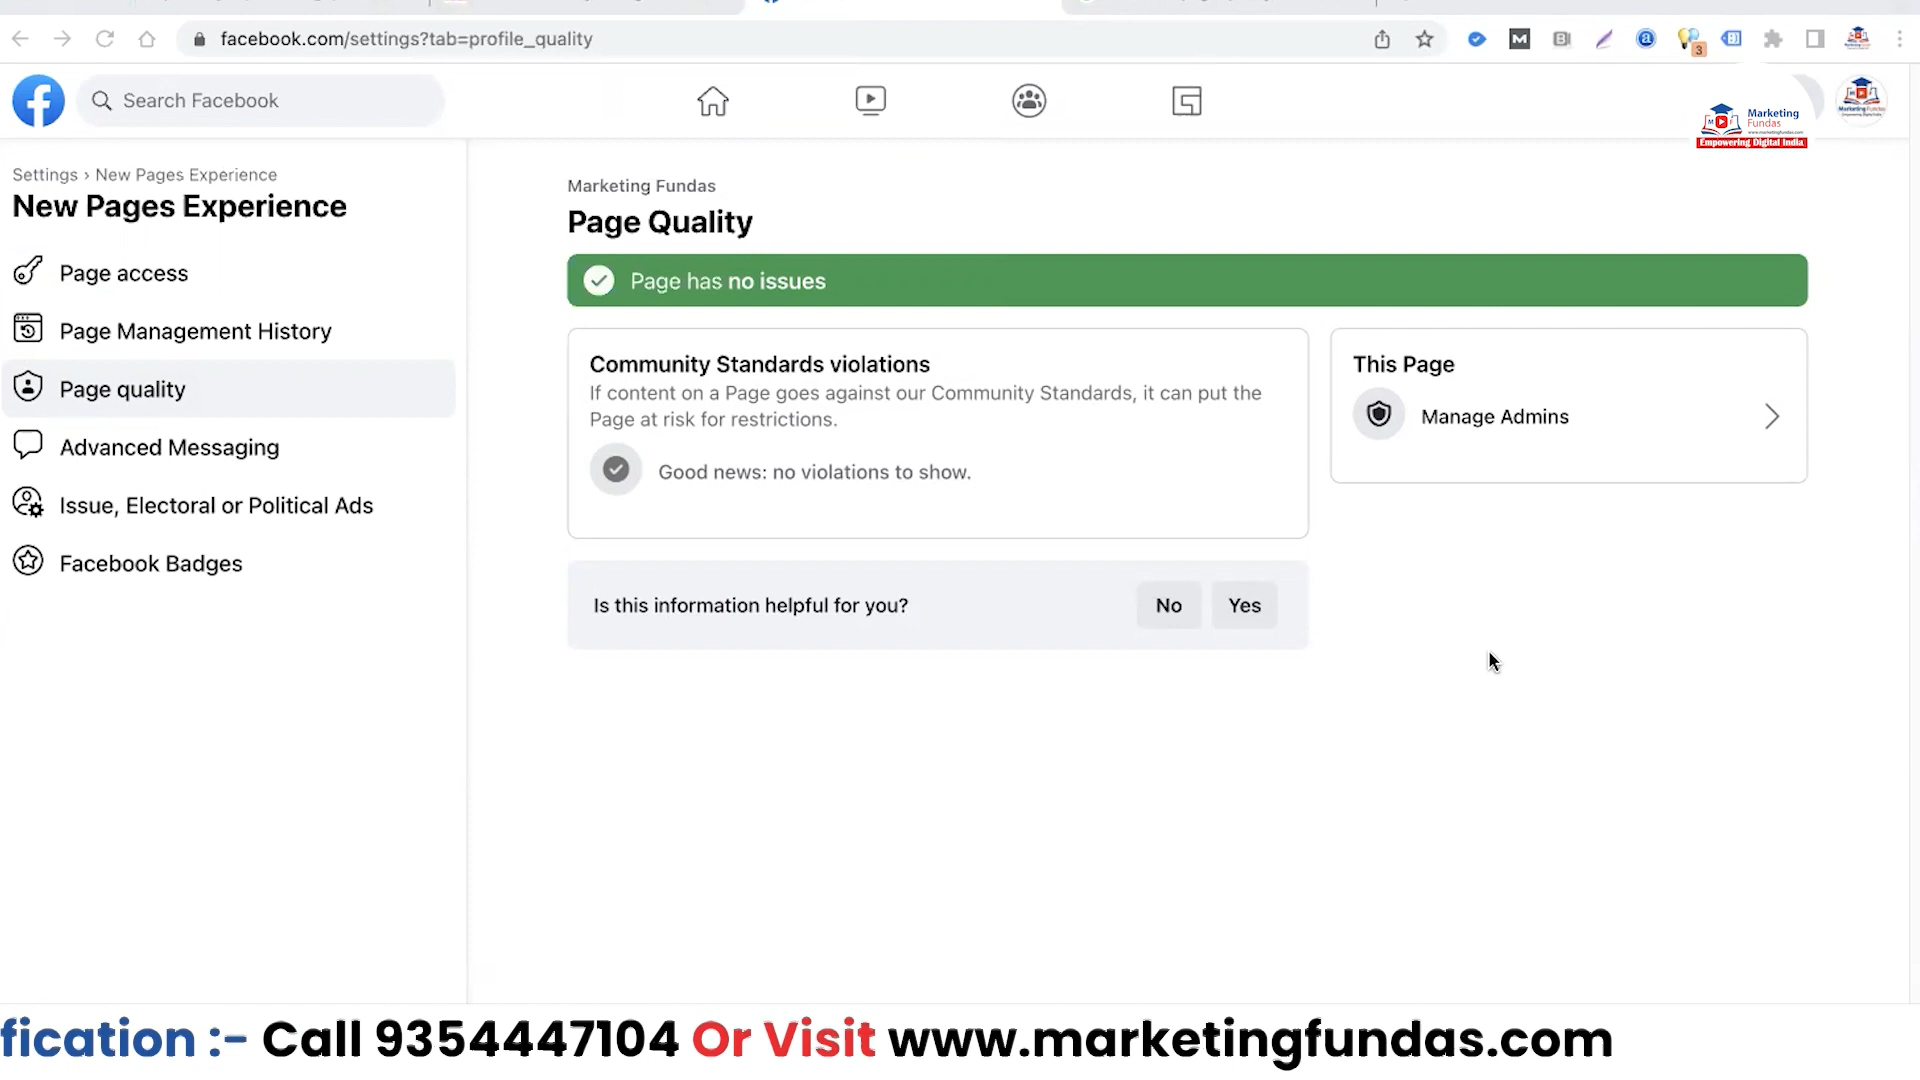 facebook.com/settings?tab=profile_quality
3
Search Facebook
Marketing
Fundas
www.marketingfundas.com
Empowering Digital India
Settings › New Pages Experience
New Pages Experience
Page access
Page Management History
Page quality
Advanced Messaging
Issue, Electoral or Political Ads
Facebook Badges
Marketing Fundas
Page Quality
Page has no issues
Community Standards violations
If content on a Page goes against our Community Standards, it can put the
Page at risk for restrictions.
Good news: no violations to show.
This Page
Manage Admins
Is this information helpful for you?
No
Yes
fication :- Call 9354447104 Or Visit www.marketingfundas.com